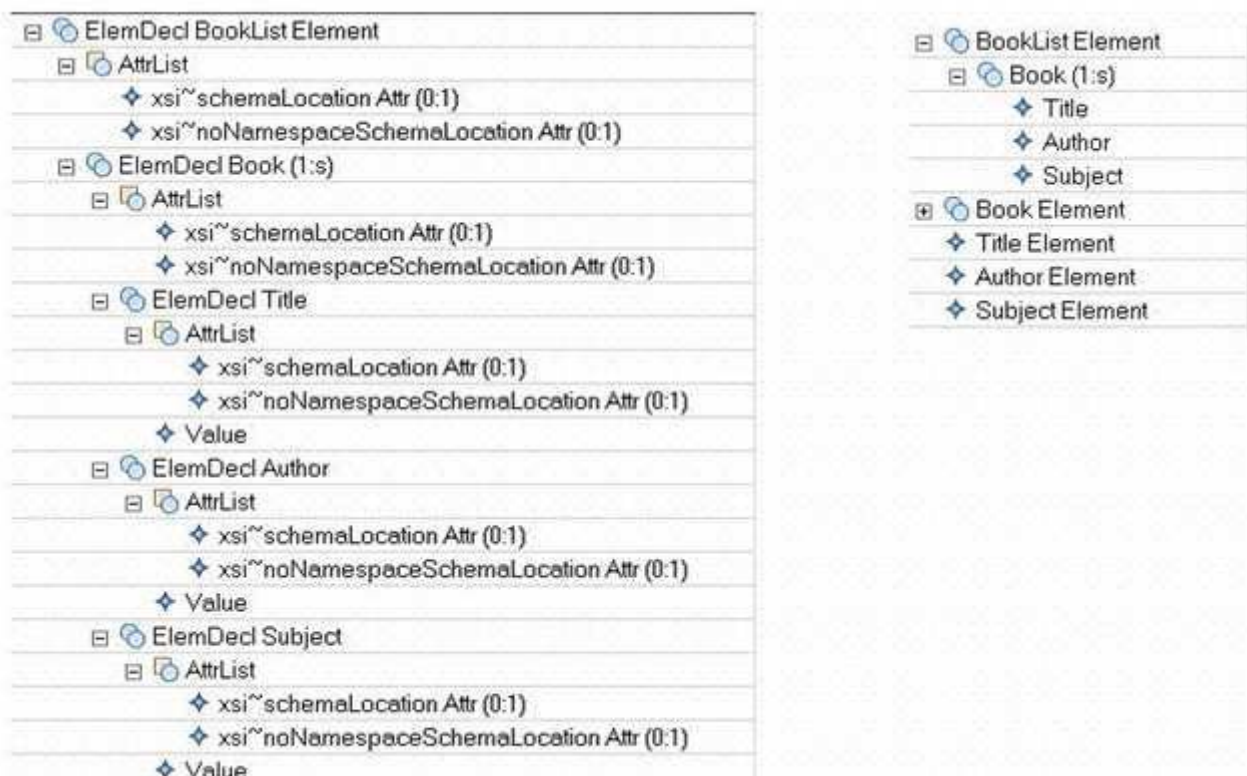 ElemDecl BookList Element
AttrList
xsi~schemaLocation Attr (0:1)
xsi~noNamespaceSchemaLocation Attr (0:1)
ElemDecl Book (1:s)
AttrList
xsi~schemaLocation Attr (0:1)
xsi~noNamespaceSchemaLocation Attr (0:1)
ElemDecl Title
AttrList
xsi~schemaLocation Attr (0:1)
xsi~noNamespaceSchemaLocation Attr (0:1)
Value
ElemDecl Author
AttrList
xsi~schemaLocation Attr (0:1)
xsi~noNamespaceSchemaLocation Attr (0:1)
Value
ElemDecl Subject
AttrList
xsi~schemaLocation Attr (0:1)
xsi~noNamespaceSchemaLocation Attr (0:1)
Value
BookList Element
Book (1:s)
Title
Author
Subject
Book Element
Title Element
Author Element
Subject Element